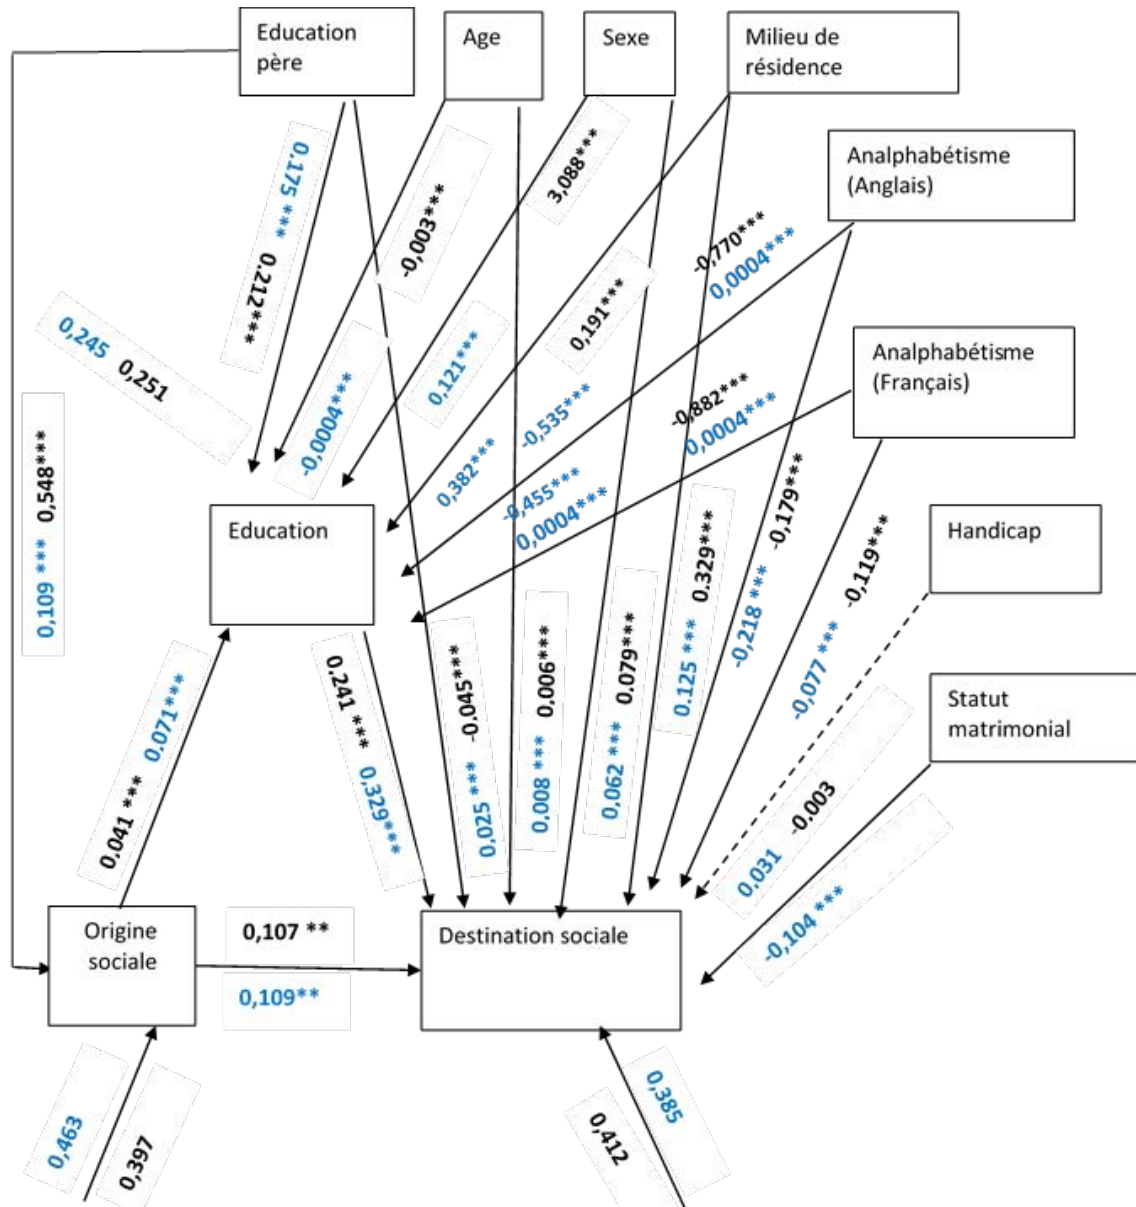 Education
père
Age
Sexe
Milieu de
résidence
Analphabétisme
(Anglais)
Analphabétisme
(Français)
Handicap
Statut
matrimonial
Education
Origine
sociale
Destination sociale
0.175 *** 0.212***
-0,003***
3,088***
0,191***
-0,770***
0,0004***
0,245 0,251
-0,0004***
0,121***
0,382***
-0,535***
-0,882***
0,0004***
-0,455***
0,0004***
0,109 *** 0,548***
0.041 *** 0.071***
0.241 *** 0,329***
0,025 *** -0.045***
0,008 *** 0,006***
0,062 *** 0.079***
0.125 *** 0.329***
-0,218 *** -0,179***
-0,077 *** -0,119***
0,031 -0,003
-0,104 ***
0,107 **
0,109**
0,463
0,397
0,412
0,385